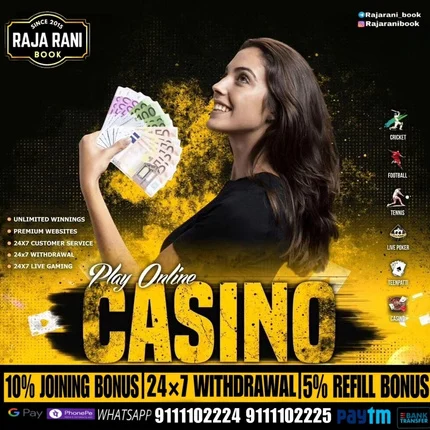 SINCE 2015
RAJA RANI
BOOK
@Rajarani_book
@Rajaranibook
CRICKET
FOOTBALL
TENNIS
LIVE POKER
TEENPATTI
CASINO
UNLIMITED WINNINGS
PREMIUM WEBSITES
24X7 CUSTOMER SERVICE
24x7 WITHDRAWAL
24X7 LIVE GAMING
Play Online
CASINO
10% JOINING BONUS|24×7 WITHDRAWAL|5% REFILL BONUS
G Pay PhonePe WHATSAPP 9111102224 9111102225 paytm BANK TRANSFER